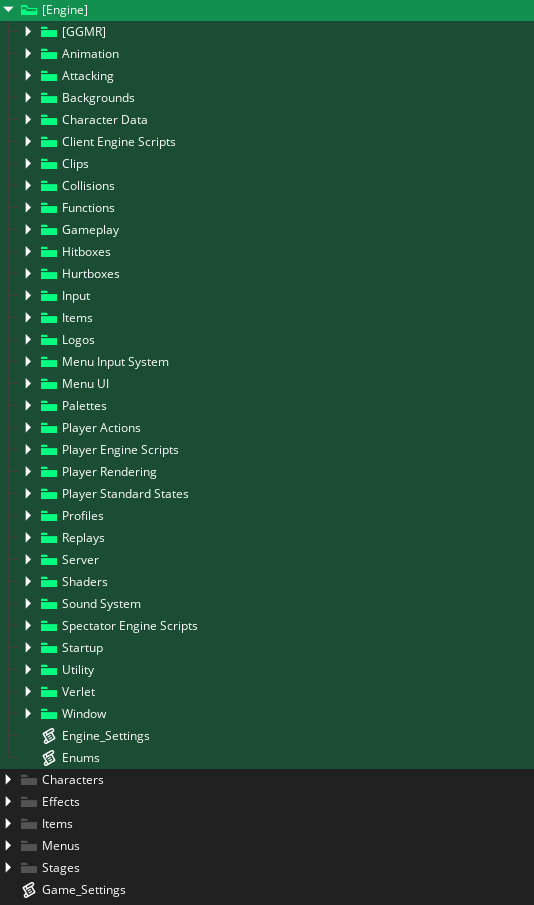 [Engine]
[GGMR]
Animation
Attacking
Backgrounds
Character Data
Client Engine Scripts
Clips
Collisions
Functions
Gameplay
Hitboxes
Hurtboxes
Input
Items
Logos
Menu Input System
Menu UI
Palettes
Player Actions
Player Engine Scripts
Player Rendering
Player Standard States
Profiles
Replays
Server
Shaders
Sound System
Spectator Engine Scripts
Startup
Utility
Verlet
Window
Engine_Settings
Enums
Characters
Effects
Items
Menus
Stages
Game_Settings